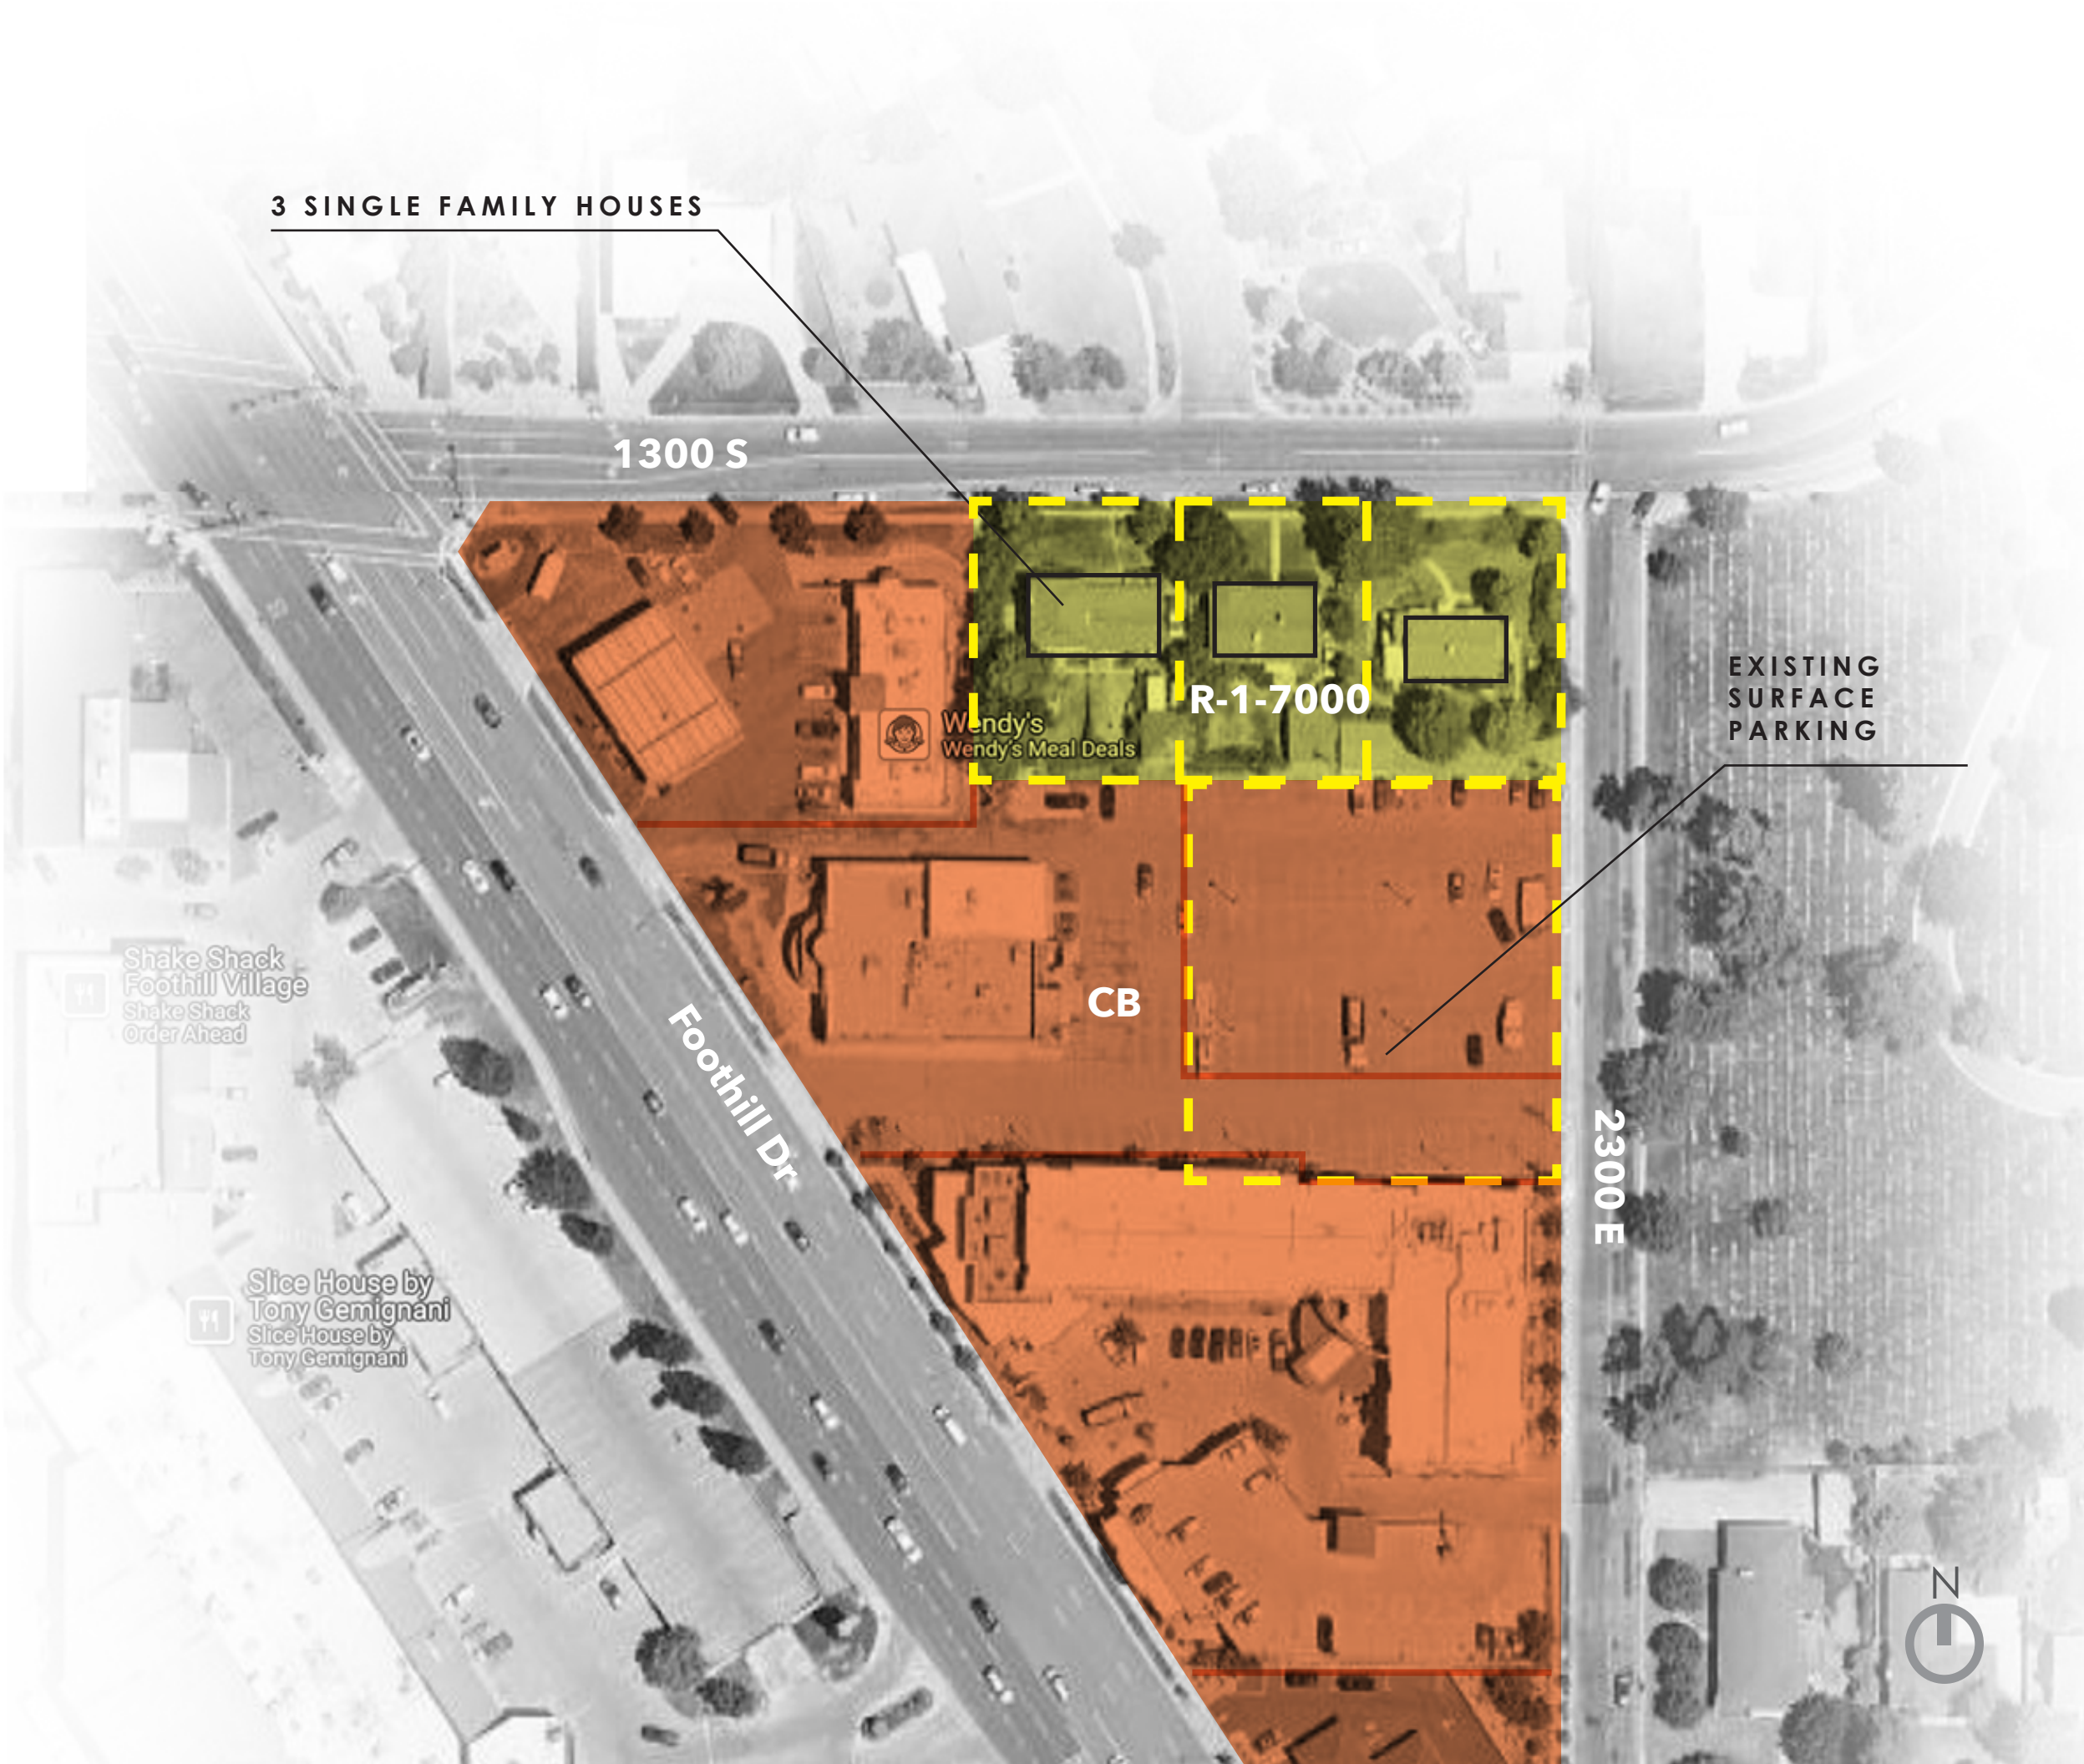 3 SINGLE FAMILY HOUSES
1300 S
R-1-7000
Wendy's
Wendy's Meal Deals
EXISTING
SURFACE
PARKING
Shake Shack
Foothill Village
Shake Shack
Order Ahead
CB
Foothill Dr
2300 E
Slice House by
Tony Gemignani
Slice House by
Tony Gemignani
N